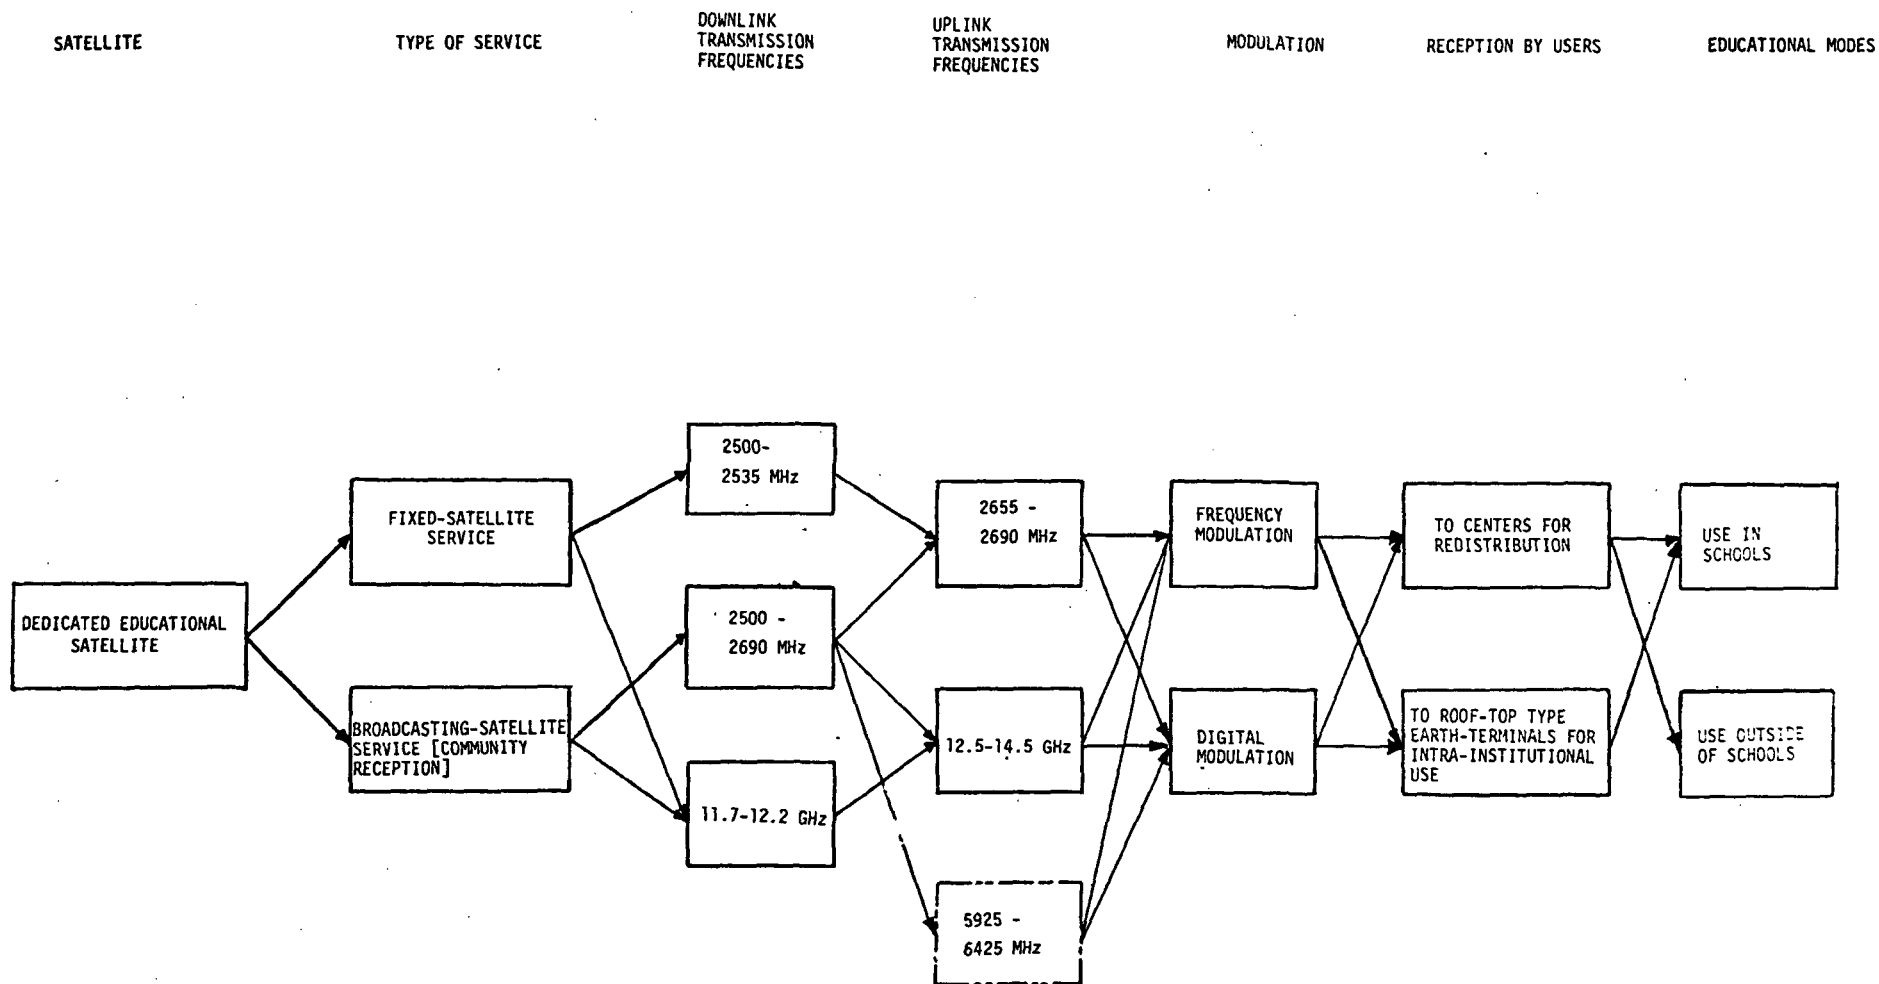 SATELLITE
TYPE OF SERVICE
DOWNLINK
TRANSMISSION
FREQUENCIES
UPLINK
TRANSMISSION
FREQUENCIES
MODULATION
RECEPTION BY USERS
EDUCATIONAL MODES
DEDICATED EDUCATIONAL
SATELLITE
FIXED-SATELLITE
SERVICE
BROADCASTING-SATELLITE
SERVICE [COMMUNITY
RECEPTION]
2500-
2535 MHz
2500 -
2690 MHz
11.7-12.2 GHz
2655 -
2690 MHz
12.5-14.5 GHz
5925 -
6425 MHz
FREQUENCY
MODULATION
DIGITAL
MODULATION
TO CENTERS FOR
REDISTRIBUTION
TO ROOF-TOP TYPE
EARTH-TERMINALS FOR
INTRA-INSTITUTIONAL
USE
USE IN
SCHOOLS
USE OUTSIDE
OF SCHOOLS